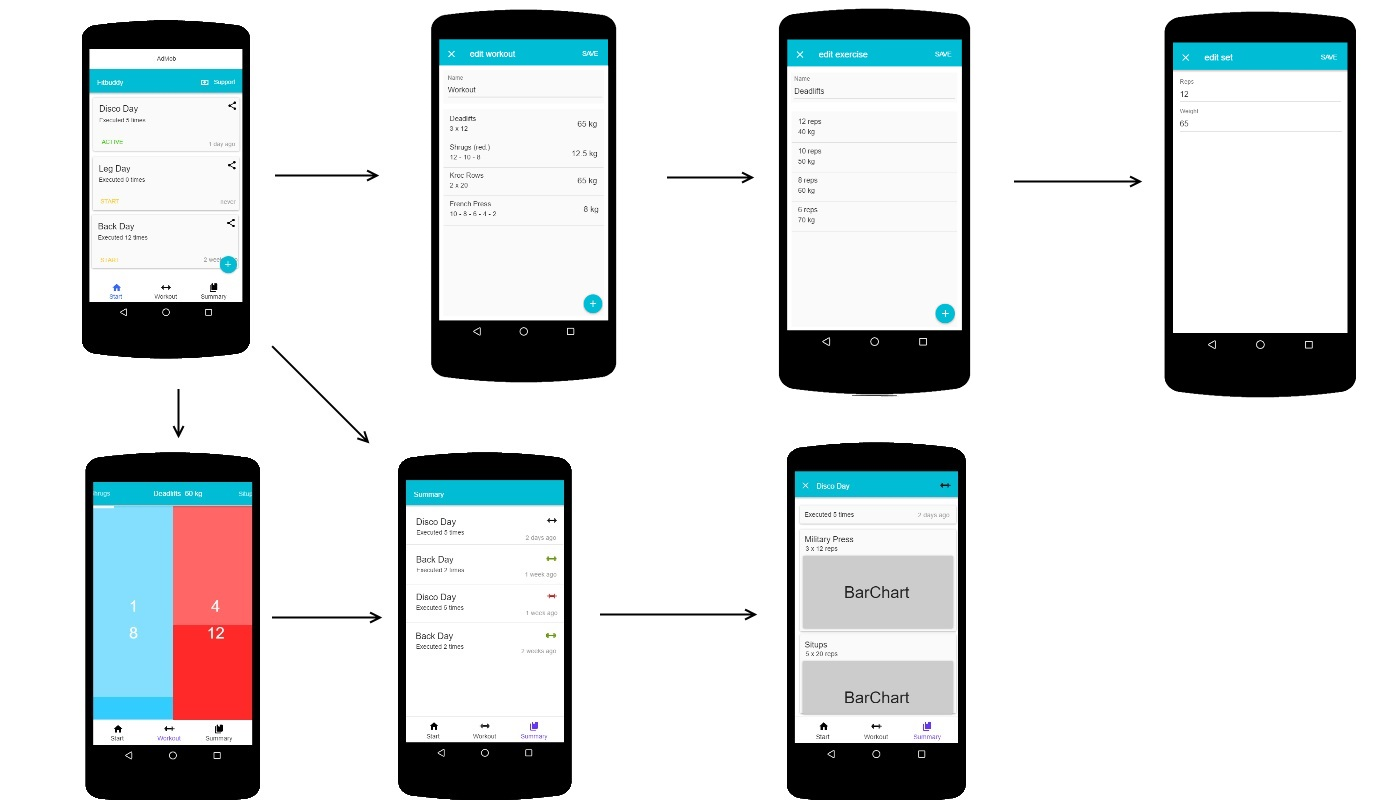 AdMob
Fitbuddy
Support
Disco Day
Executed 5 times
ACTIVE
1 day ago
Leg Day
Executed 0 times
START
never
Back Day
Executed 12 times
START
+
Start Workout Summary
edit workout SAVE
Name
Workout
Deadlifts
3 x 12
65 kg
Shrugs (red.)
12 - 10 - 8
12.5 kg
Kroc Rows
2 x 20
65 kg
French Press
10 - 8 - 6 - 4 - 2
8 kg
+
edit exercise SAVE
Name
Deadlifts
12 reps
40 kg
10 reps
50 kg
8 reps
60 kg
6 reps
70 kg
+
edit set SAVE
Reps
12
Weight
65
hrugs Deadlifts 60 kg Situp
1
8
4
12
Start Workout Summary
Summary
Disco Day
Executed 5 times
2 days ago
Back Day
Executed 2 times
1 week ago
Disco Day
Executed 6 times
1 week ago
Back Day
Executed 2 times
2 weeks ago
Start Workout Summary
Disco Day
Executed 5 times 2 days ago
Military Press
3 x 12 reps
BarChart
Situps
5 x 20 reps
BarChart
Start Workout Summary